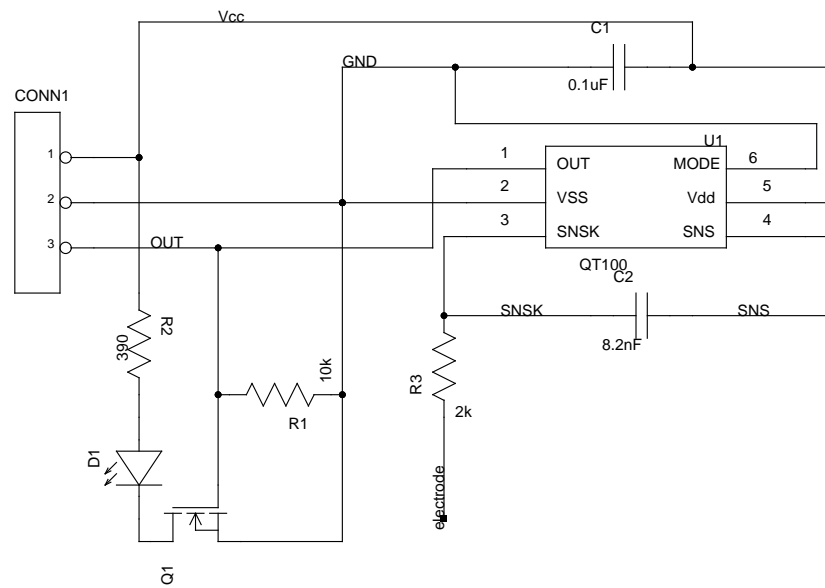 Vcc
C1
GND
0.1uF
CONN1
U1
1
1
OUT
MODE
6
2
2
VSS
Vdd
5
3
OUT
3
SNSK
SNS
4
QT100
C2
SNSK
SNS
8.2nF
R2
390
10k
R1
R3
2k
D1
electrode
Q1